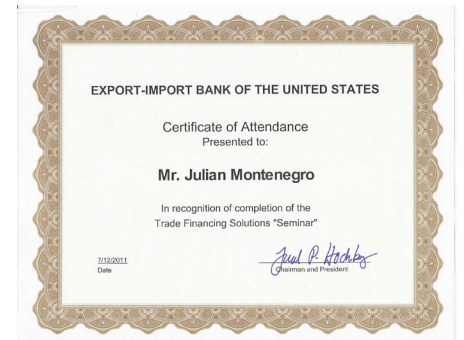 EXPORT-IMPORT BANK OF THE UNITED STATES
Certificate of Attendance
Presented to:
Mr. Julian Montenegro
In recognition of completion of the
Trade Financing Solutions "Seminar"
7/12/2011
Date
Chairman and President